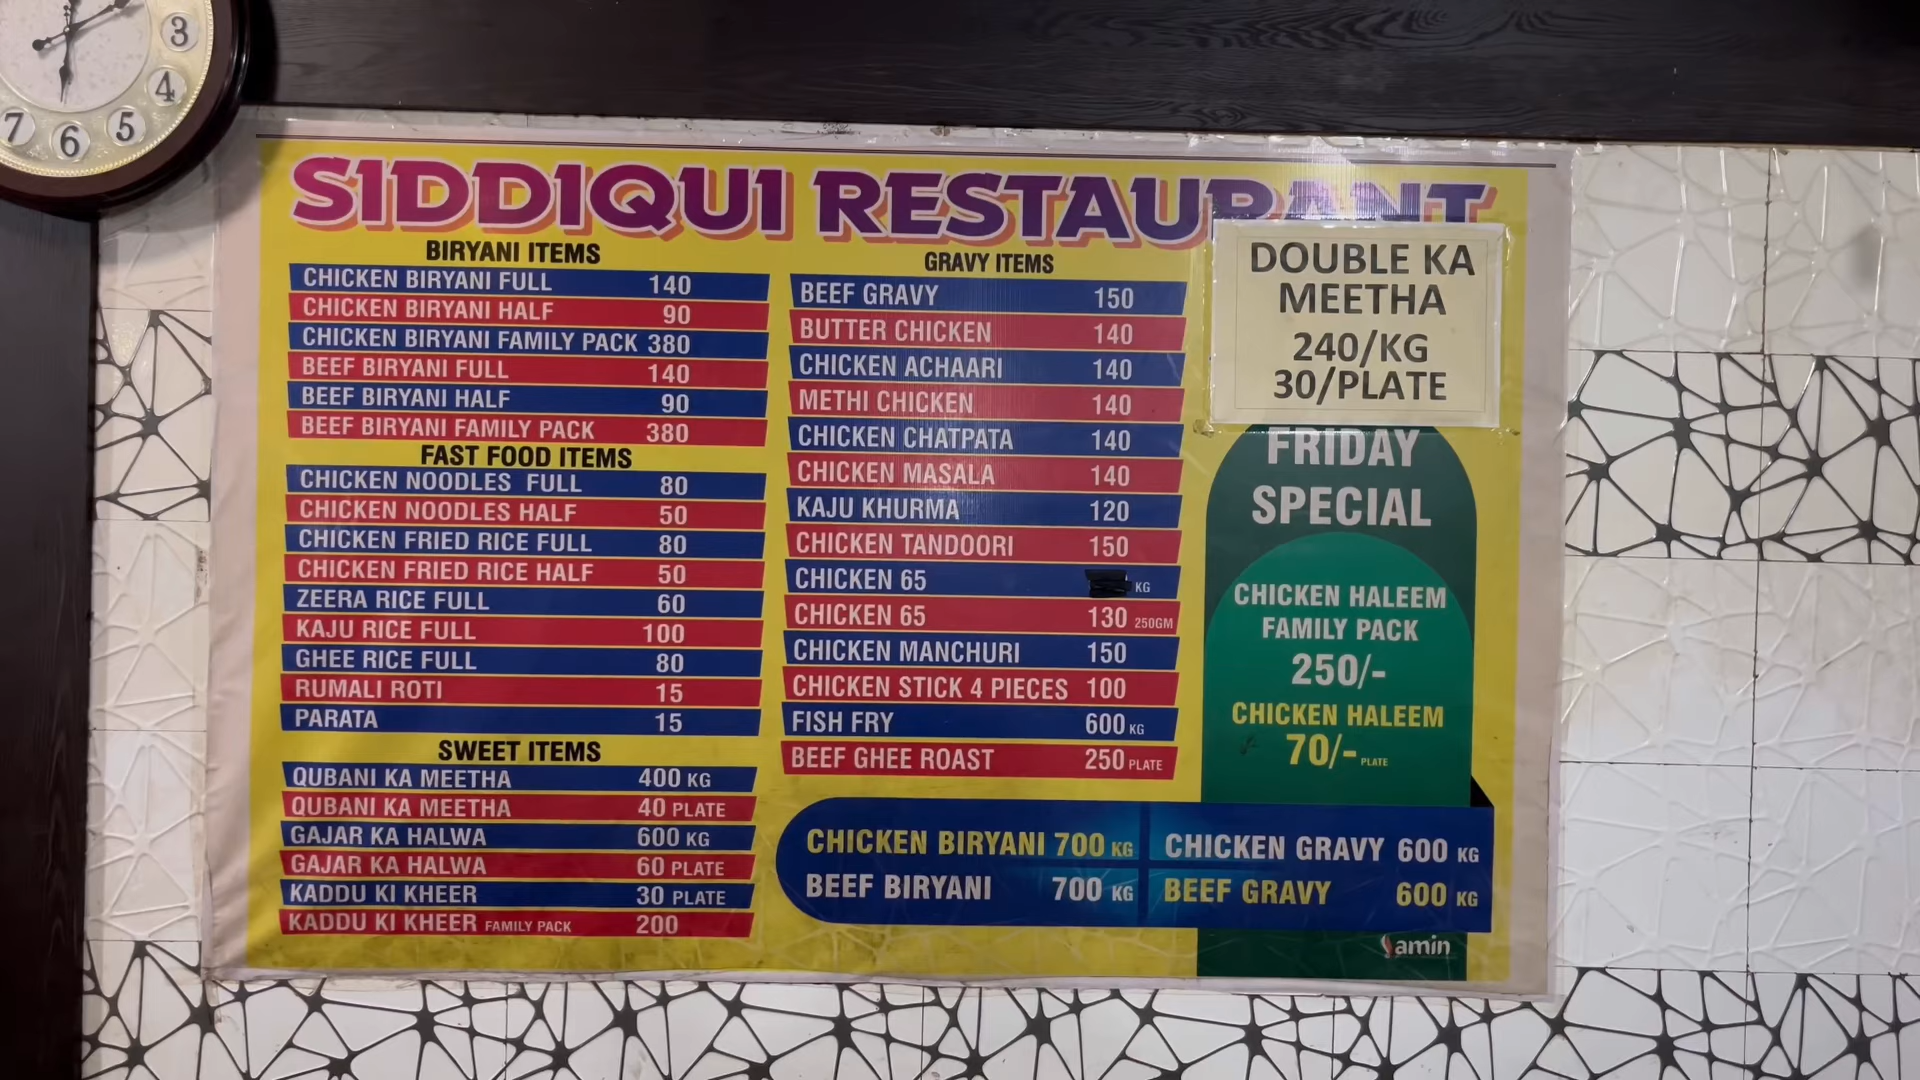 3
4
5
6
7
SIDDIQUI RESTAURANT
BIRYANI ITEMS
CHICKEN BIRYANI FULL 140
CHICKEN BIRYANI HALF 90
CHICKEN BIRYANI FAMILY PACK 380
BEEF BIRYANI FULL 140
BEEF BIRYANI HALF 90
BEEF BIRYANI FAMILY PACK 380
FAST FOOD ITEMS
CHICKEN NOODLES FULL 80
CHICKEN NOODLES HALF 50
CHICKEN FRIED RICE FULL 80
CHICKEN FRIED RICE HALF 50
ZEERA RICE FULL 60
KAJU RICE FULL 100
GHEE RICE FULL 80
RUMALI ROTI 15
PARATA 15
SWEET ITEMS
QUBANI KA MEETHA 400 KG
QUBANI KA MEETHA 40 PLATE
GAJAR KA HALWA 600 KG
GAJAR KA HALWA 60 PLATE
KADDU KI KHEER 30 PLATE
KADDU KI KHEER FAMILY PACK 200
GRAVY ITEMS
BEEF GRAVY 150
BUTTER CHICKEN 140
CHICKEN ACHAARI 140
METHI CHICKEN 140
CHICKEN CHATPATA 140
CHICKEN MASALA 140
KAJU KHURMA 120
CHICKEN TANDOORI 150
CHICKEN 65 KG
CHICKEN 65 130 250GM
CHICKEN MANCHURI 150
CHICKEN STICK 4 PIECES 100
FISH FRY 600 KG
BEEF GHEE ROAST 250 PLATE
DOUBLE KA
MEETHA
240/KG
30/PLATE
FRIDAY
SPECIAL
CHICKEN HALEEM
FAMILY PACK
250/-
CHICKEN HALEEM
70/- PLATE
CHICKEN BIRYANI 700 KG
BEEF BIRYANI 700 KG
CHICKEN GRAVY 600 KG
BEEF GRAVY 600 KG
Samin